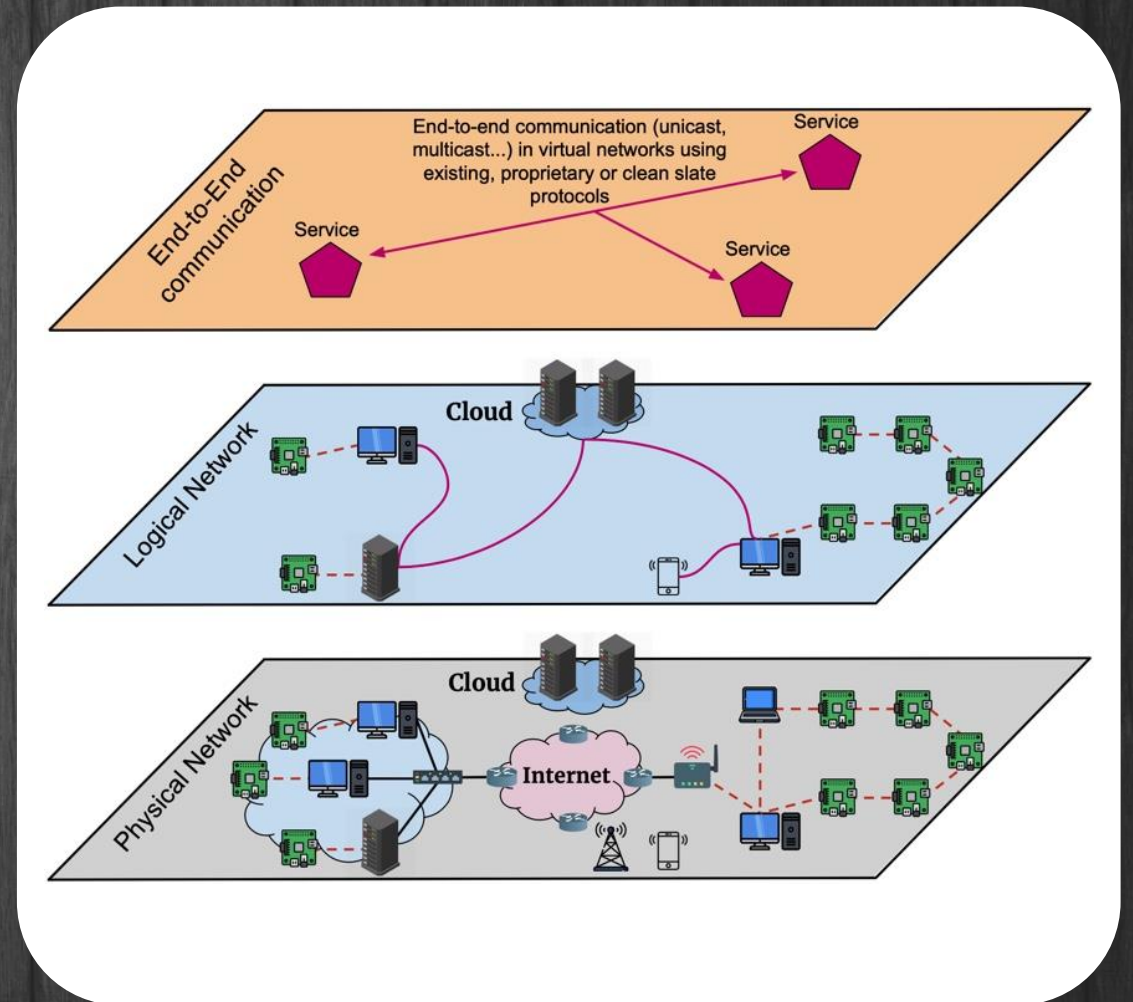 End-to-End
communication
End-to-end communication (unicast,
multicast...) in virtual networks using
existing, proprietary or clean slate
protocols
Service
Service
Service
Logical Network
Cloud
Physical Network
Cloud
Internet